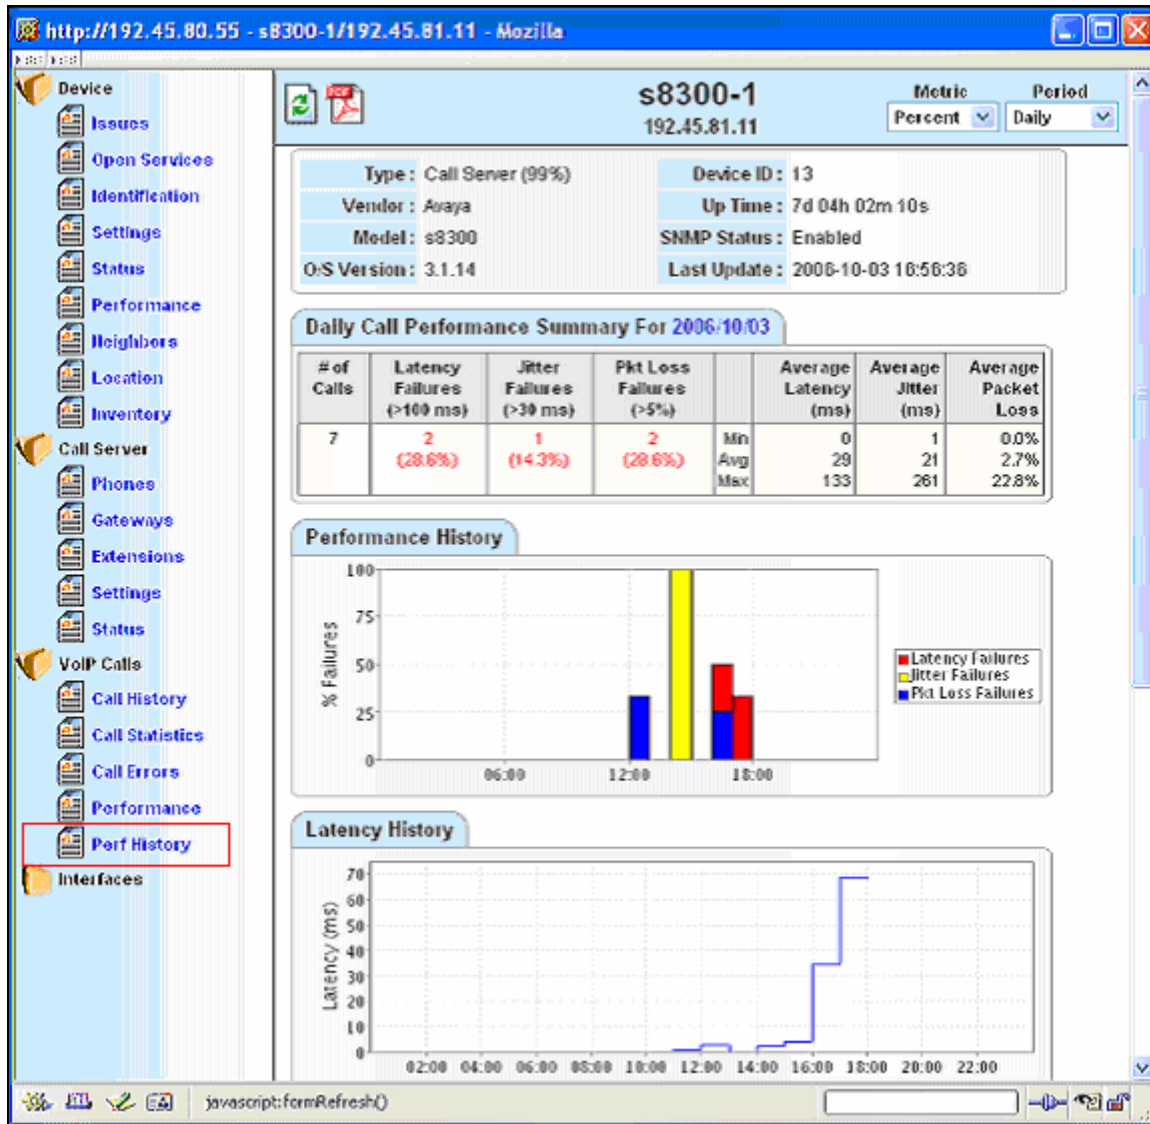 http://192.45.80.55 - s8300-1/192.45.81.11 - Mozilla
Device
Issues
Open Services
Identification
Settings
Status
Performance
Neighbors
Location
Inventory
Call Server
Phones
Gateways
Extensions
Settings
Status
VoIP Calls
Call History
Call Statistics
Call Errors
Performance
Perf History
Interfaces
PDF
s8300-1
192.45.81.11
Metric Period
Percent Daily
Type : Call Server (99%) Device ID : 13
Vendor : Avaya Up Time : 7d 04h 02m 10s
Model : s8300 SNMP Status : Enabled
O/S Version : 3.1.14 Last Update : 2006-10-03 16:56:36
Daily Call Performance Summary For 2006/10/03
# of Calls Latency Failures (>100 ms) Jitter Failures (>30 ms) Pkt Loss Failures (>5%) Average Latency (ms) Average Jitter (ms) Average Packet Loss
7 2 (28.6%) 1 (14.3%) 2 (28.6%) Min 0 1 0.0%
Avg 29 21 2.7%
Max 133 261 22.8%
Performance History
% Failures
100
75
50
25
0
06:00 12:00 18:00
Latency Failures
Jitter Failures
Pkt Loss Failures
Latency History
Latency (ms)
70
60
50
40
30
20
10
0
02:00 04:00 06:00 08:00 10:00 12:00 14:00 16:00 18:00 20:00 22:00
javascript:formRefresh()